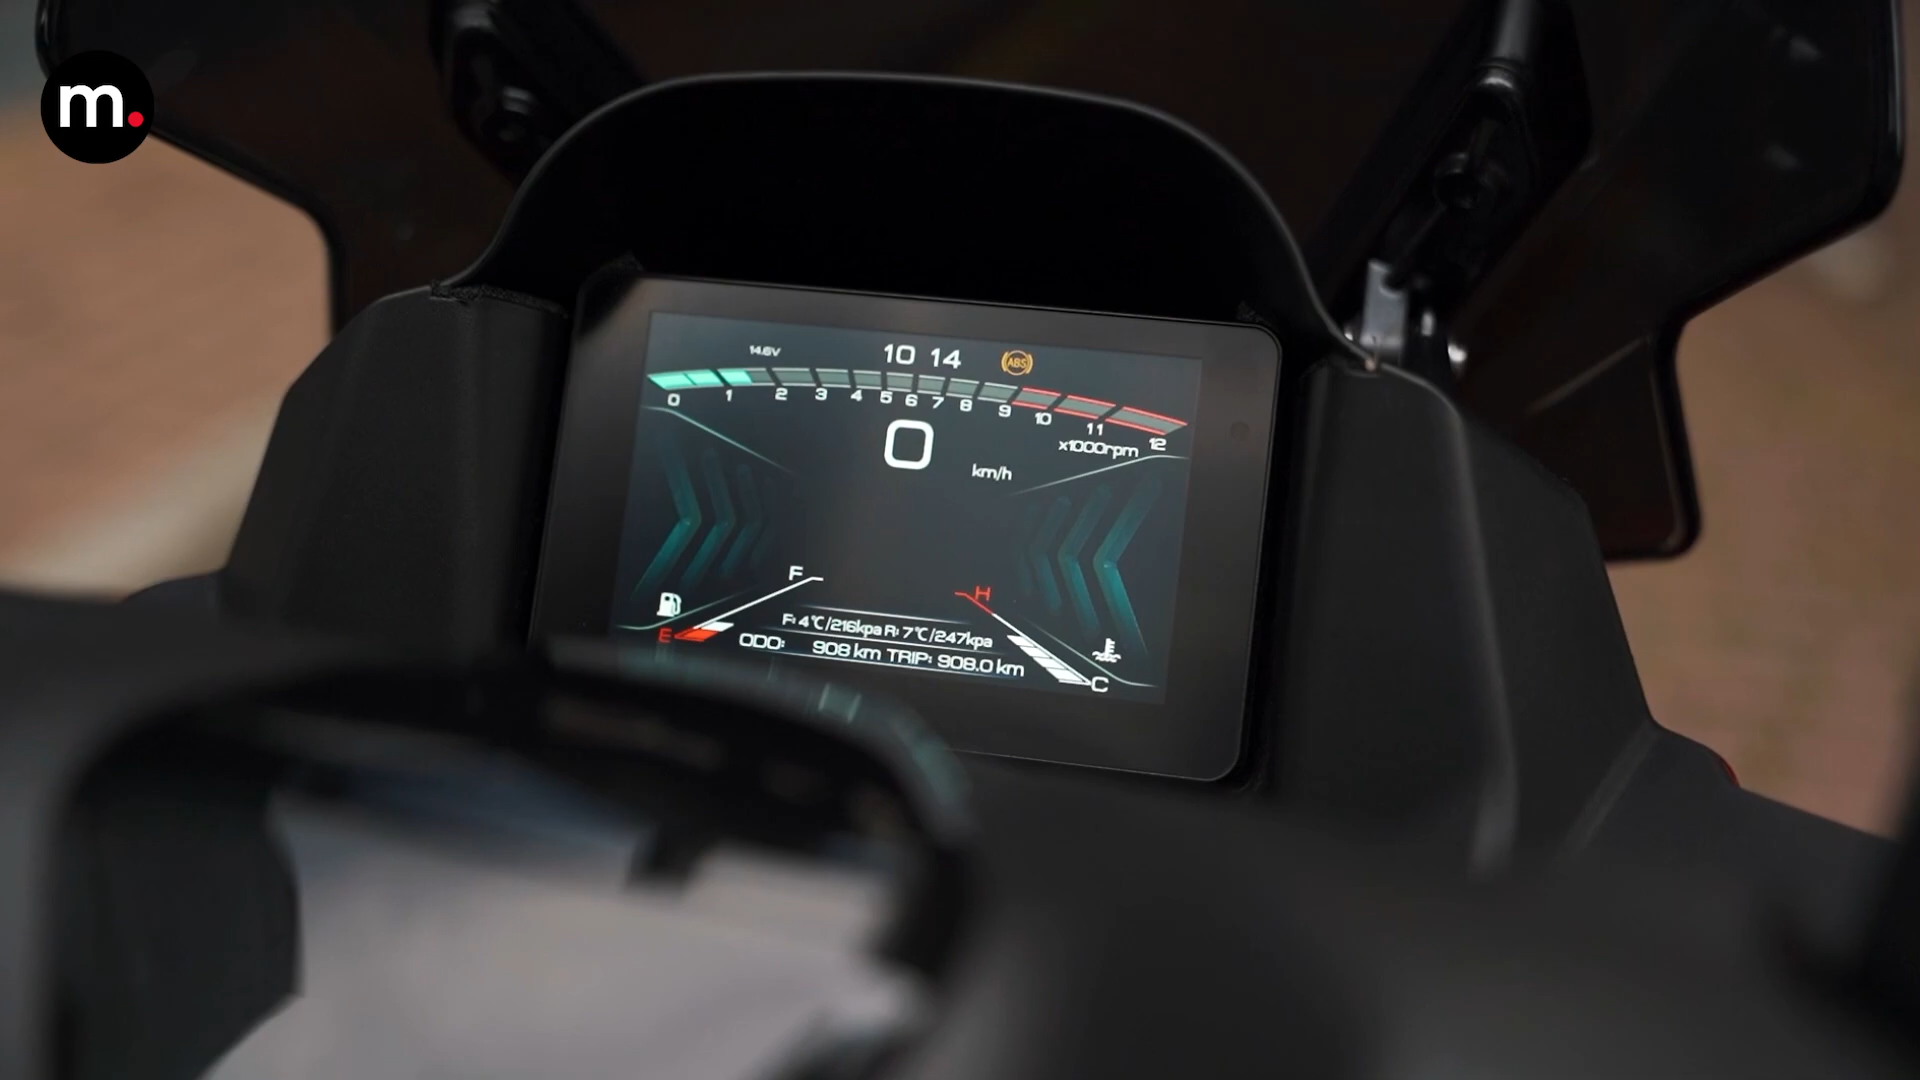 m.
14.6V 10 14 ABS
0 1 2 3 4 5 6 7 8 9 10 11 12
x1000rpm
0 km/h
F H
F: 4℃/216kpa R: 7℃/247kpa
E
ODO: 908 km TRIP: 908.0 km
C